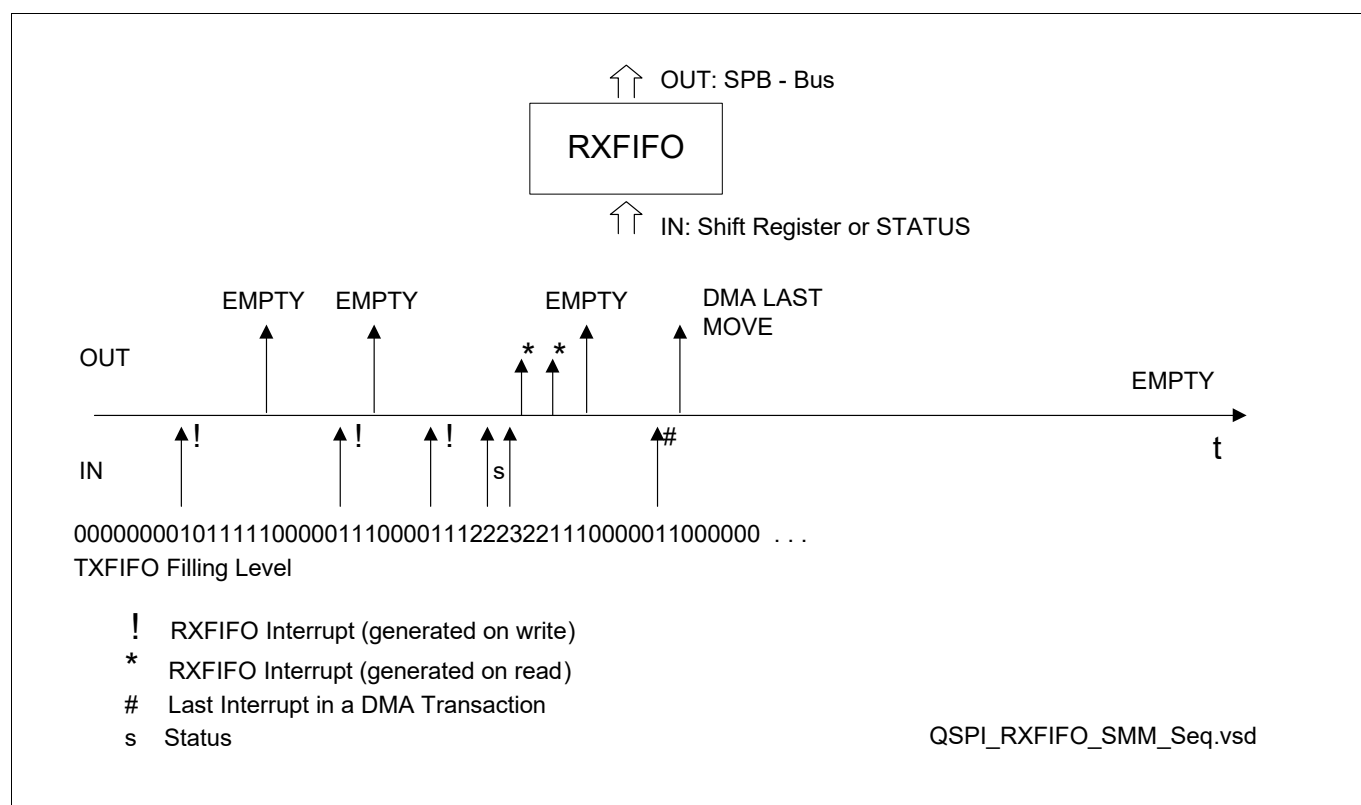 OUT: SPB - Bus
RXFIFO
IN: Shift Register or STATUS
EMPTY EMPTY EMPTY DMA LAST MOVE
* *
OUT
EMPTY
! ! ! # t
IN s
00000000010111110000011100001112223221110000011000000 . . .
TXFIFO Filling Level
! RXFIFO Interrupt (generated on write)
* RXFIFO Interrupt (generated on read)
# Last Interrupt in a DMA Transaction
s Status
QSPI_RXFIFO_SMM_Seq.vsd